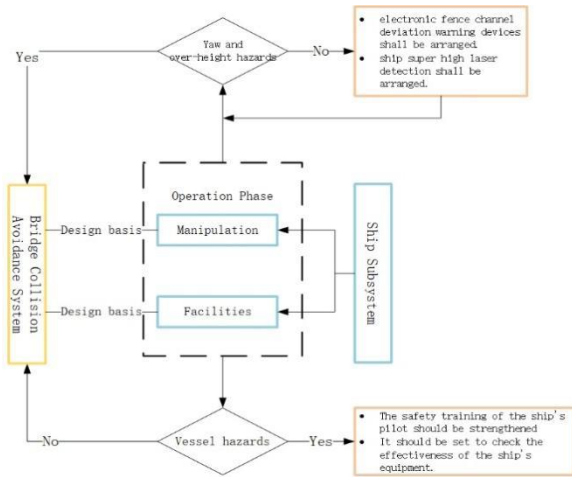 Yaw and
over-height hazards
Yes
No
• electronic fence channel
deviation warning devices
shall be arranged.
• ship super high laser
detection shall be
arranged.
Operation Phase
Bridge Collision
Avoidance System
Design basis
Manipulation
Ship Subsystem
Design basis
Facilities
No
Vessel hazards
Yes
• The safety training of the ship's
pilot should be strengthened
• It should be set to check the
effectiveness of the ship's
equipment.